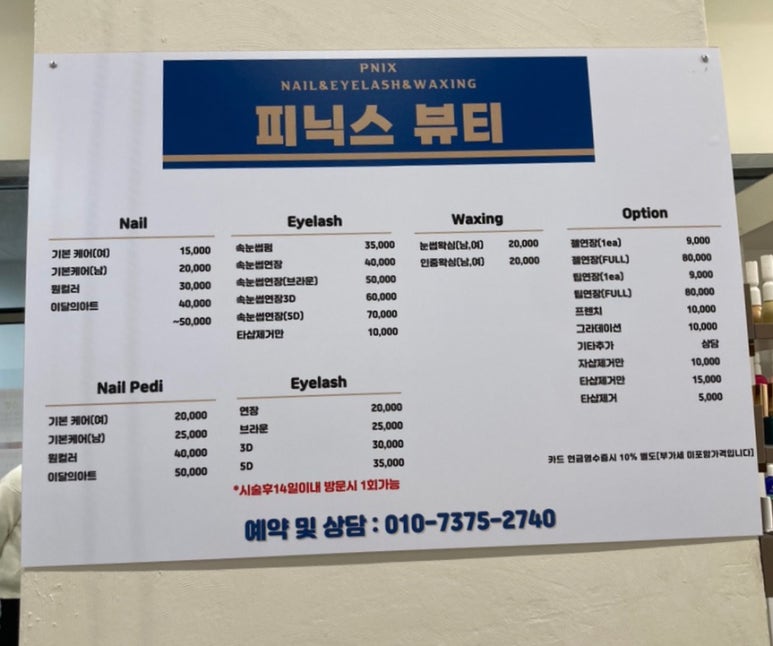 PNIX
NAIL&EYELASH&WAXING
피닉스 뷰티
Nail
기본 케어(여) 15,000
기본케어(남) 20,000
원컬러 30,000
이달의아트 40,000
~50,000
Eyelash
속눈썹펌 35,000
속눈썹연장 40,000
속눈썹연장(브라운) 50,000
속눈썹연장3D 60,000
속눈썹연장(5D) 70,000
타샵제거만 10,000
Waxing
눈썹왁싱(남,여) 20,000
인중왁싱(남,여) 20,000
Option
젤연장(1ea) 9,000
젤연장(FULL) 80,000
팁연장(1ea) 9,000
팁연장(FULL) 80,000
프렌치 10,000
그라데이션 10,000
기타추가 상담
자샵제거만 10,000
타샵제거만 15,000
타샵제거 5,000
Nail Pedi
기본 케어(여) 20,000
기본케어(남) 25,000
원컬러 40,000
이달의아트 50,000
Eyelash
연장 20,000
브라운 25,000
3D 30,000
5D 35,000
*시술후14일이내 방문시 1회가능
카드 현금영수증시 10% 별도[부가세 미포함가격입니다]
예약 및 상담 : 010-7375-2740